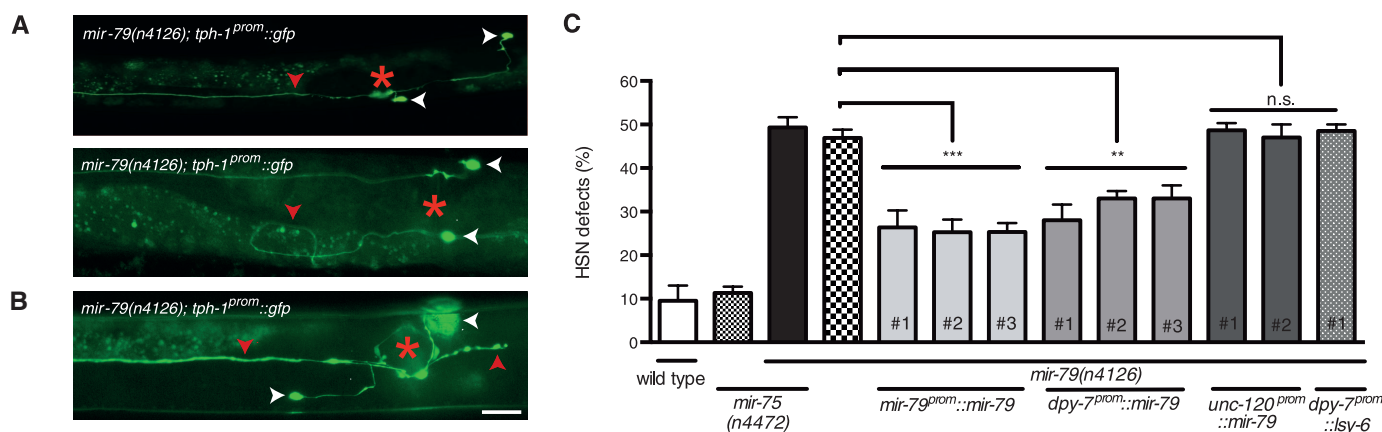 A
mir-79(n4126); tph-1prom::gfp
*
mir-79(n4126); tph-1prom::gfp
*
B
mir-79(n4126); tph-1prom::gfp
*
C
HSN defects (%)
60
50
40
30
20
10
0
***
**
n.s.
#1
#2
#3
#1
#2
#3
#1
#2
#1
wild type
mir-79(n4126)
mir-75
(n4472)
mir-79prom::mir-79
dpy-7prom::mir-79
unc-120prom
::mir-79
dpy-7prom
::lsy-6